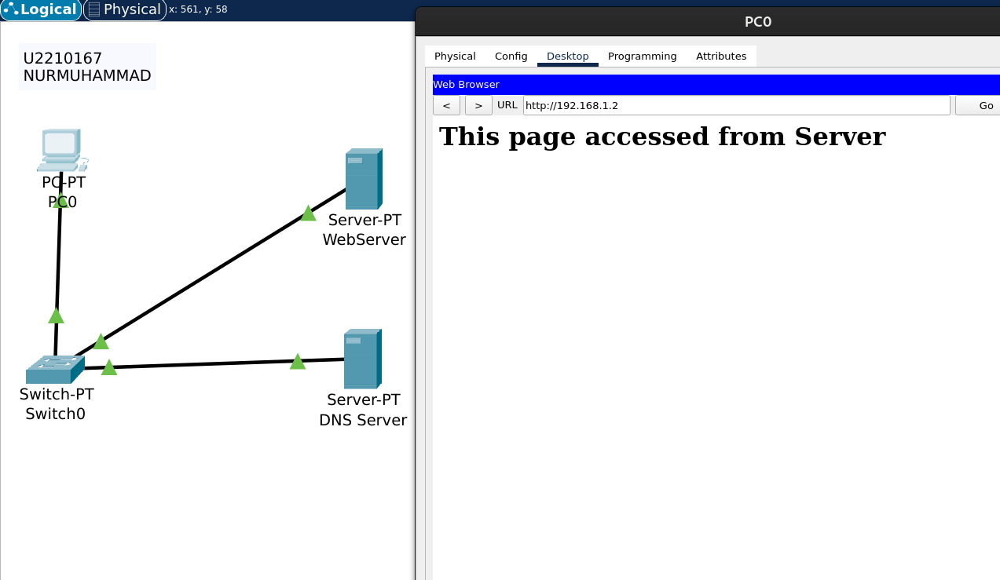 Logical Physical x: 561, y: 58
U2210167
NURMUHAMMAD
PC-PT
PC0
Server-PT
WebServer
Switch-PT
Switch0
Server-PT
DNS Server
PC0
Physical Config Desktop Programming Attributes
Web Browser
< > URL http://192.168.1.2 Go
This page accessed from Server